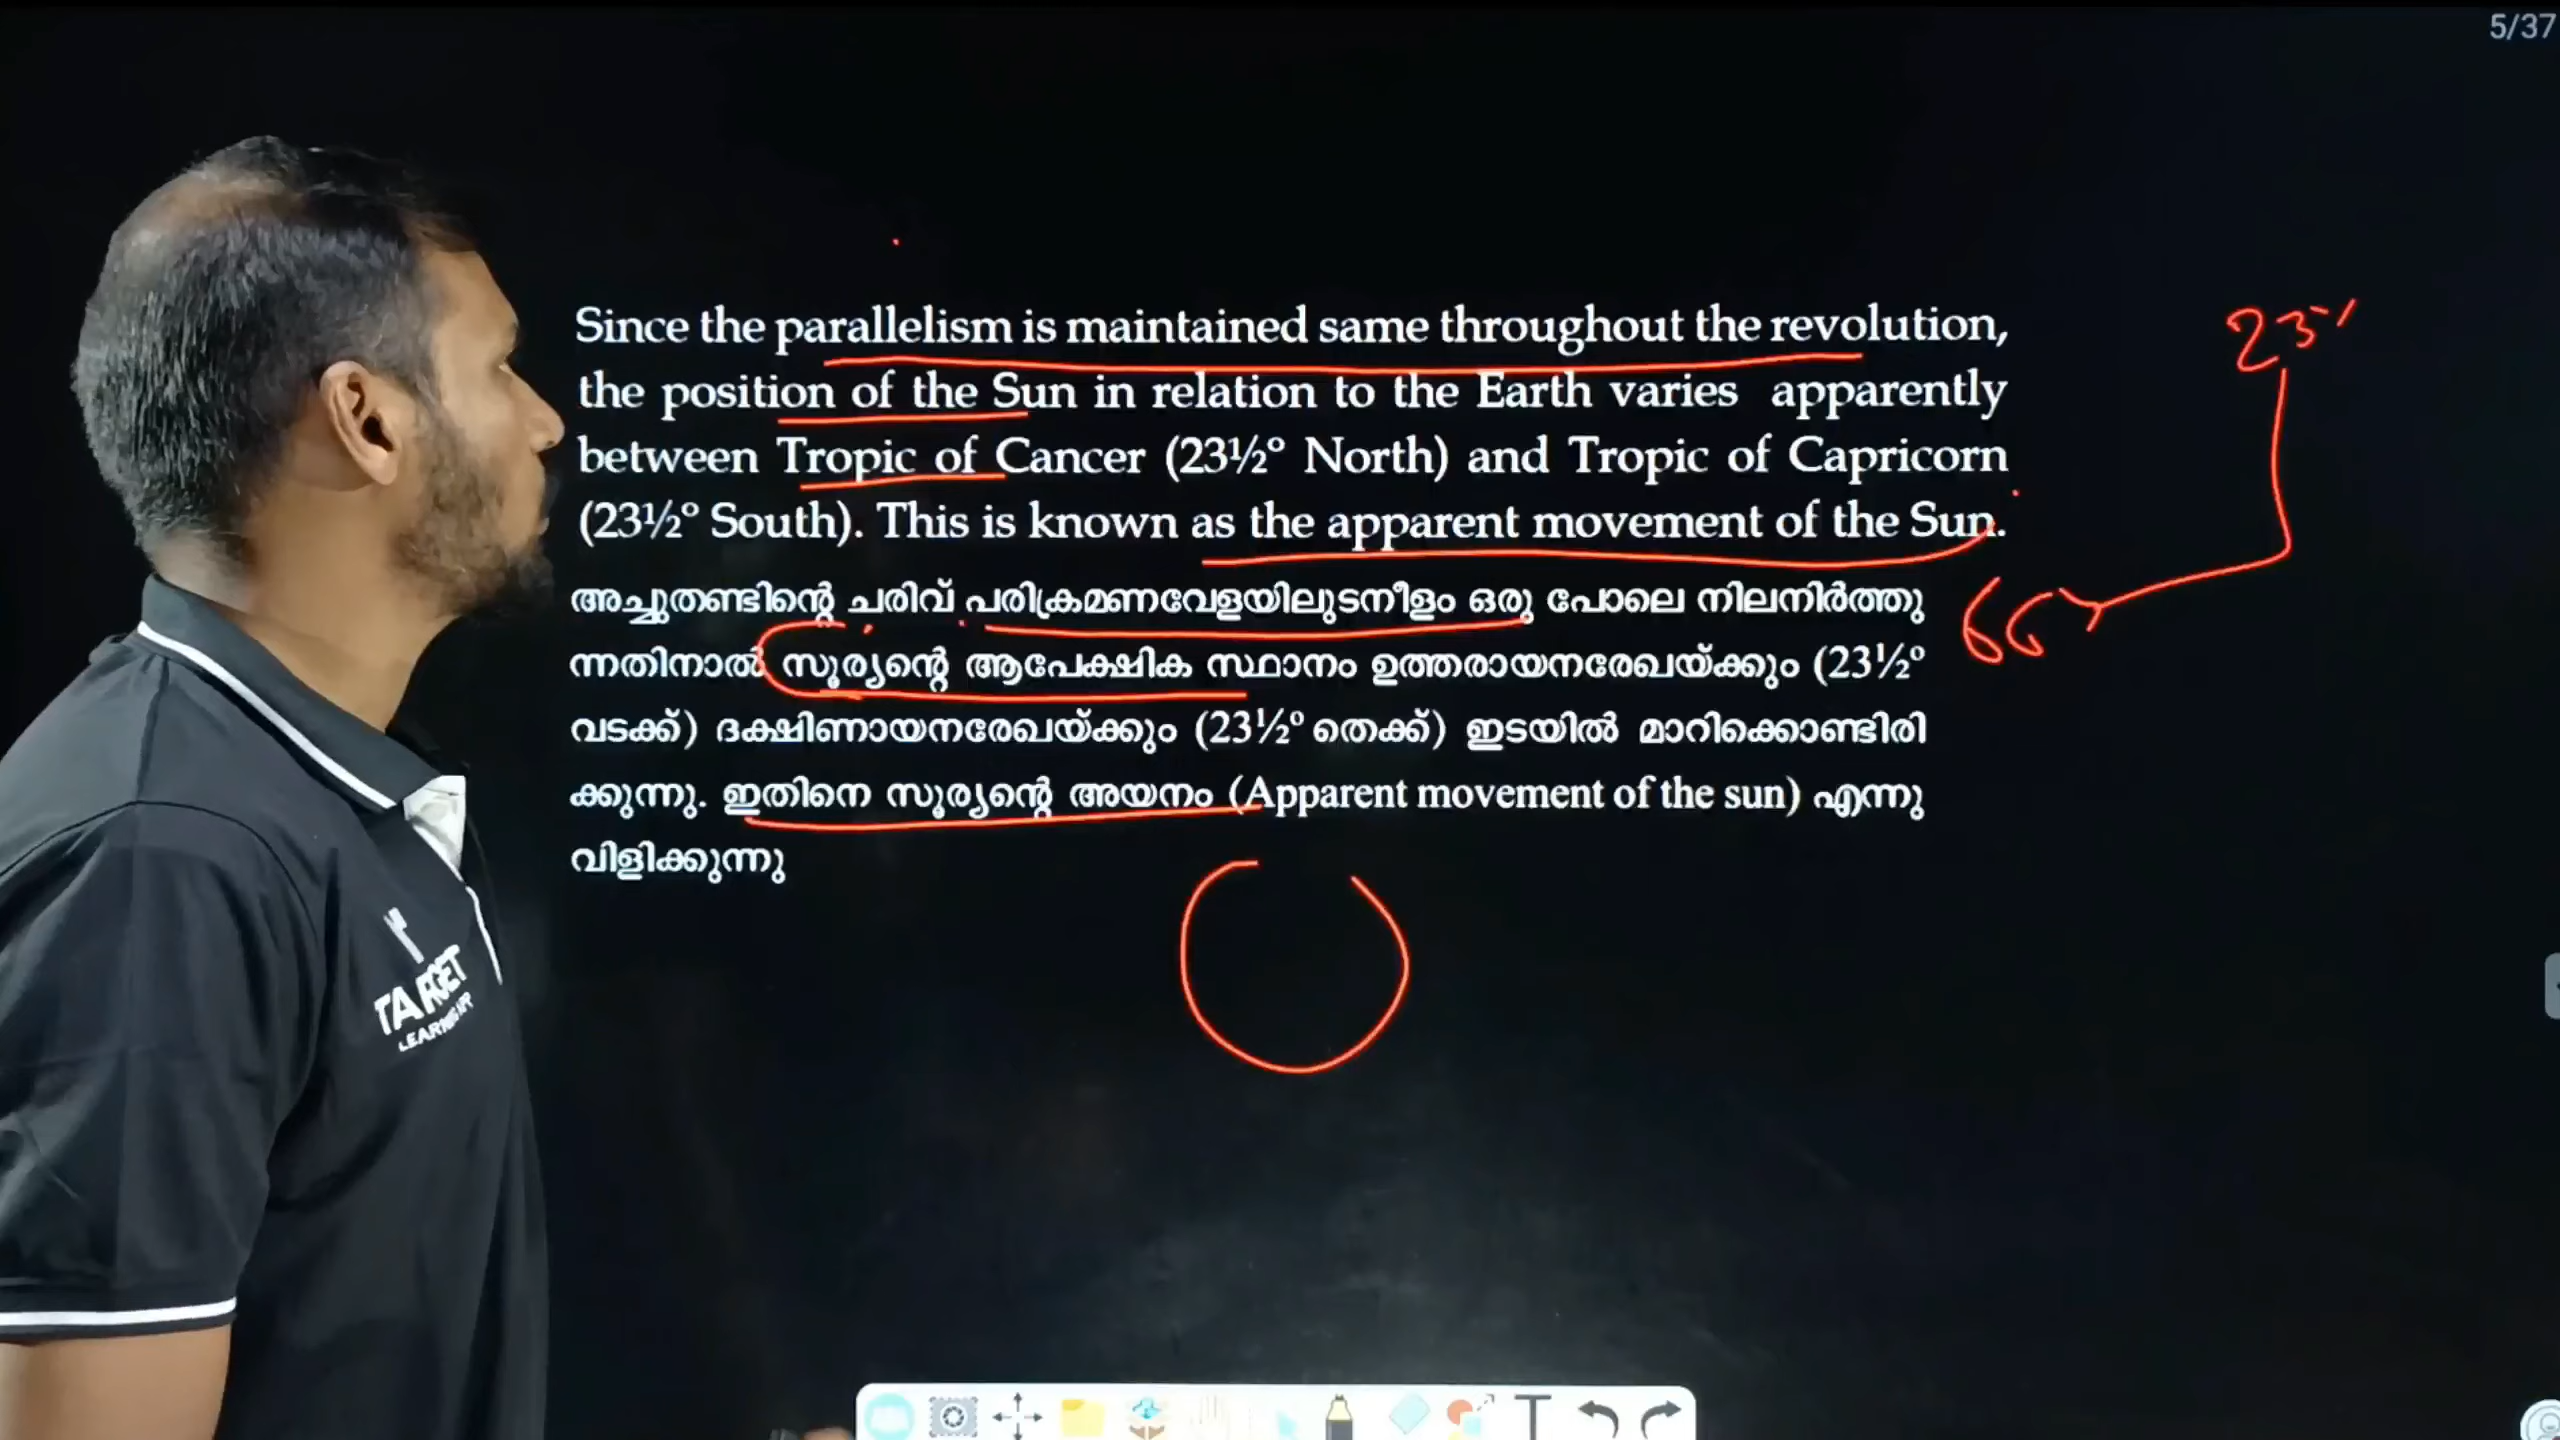 5/37
Since the parallelism is maintained same throughout the revolution,
the position of the Sun in relation to the Earth varies apparently
between Tropic of Cancer (23½° North) and Tropic of Capricorn
(23½° South). This is known as the apparent movement of the Sun.
അച്ചുതണ്ടിന്റെ ചരിവ് പരിക്രമണവേളയിലുടനീളം ഒരു പോലെ നിലനിർത്തു
ന്നതിനാൽ സൂര്യന്റെ ആപേക്ഷിക സ്ഥാനം ഉത്തരായനരേഖയ്ക്കും (23½°
വടക്ക്) ദക്ഷിണായനരേഖയ്ക്കും (23½° തെക്ക്) ഇടയിൽ മാറിക്കൊണ്ടിരി
ക്കുന്നു. ഇതിനെ സൂര്യന്റെ അയനം (Apparent movement of the sun) എന്നു
വിളിക്കുന്നു
23
66
TARGET
LEARNING APP
T